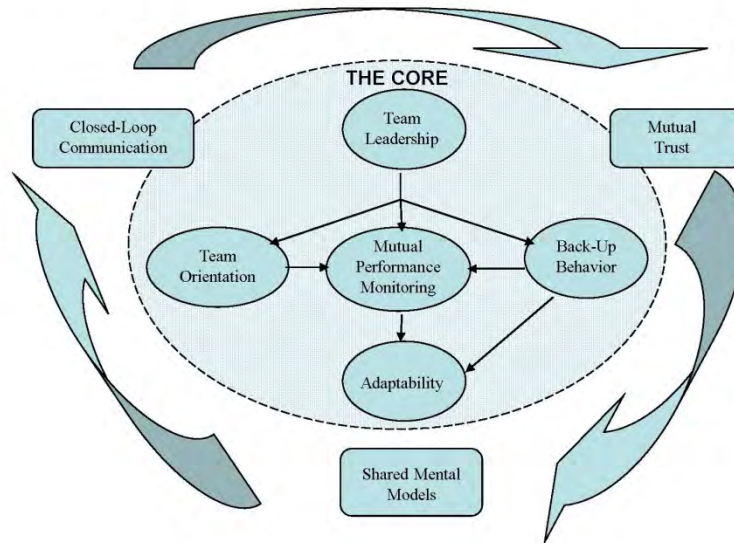 THE CORE
Team
Leadership
Closed-Loop
Communication
Mutual
Trust
Team
Orientation
Mutual
Performance
Monitoring
Back-Up
Behavior
Adaptability
Shared Mental
Models